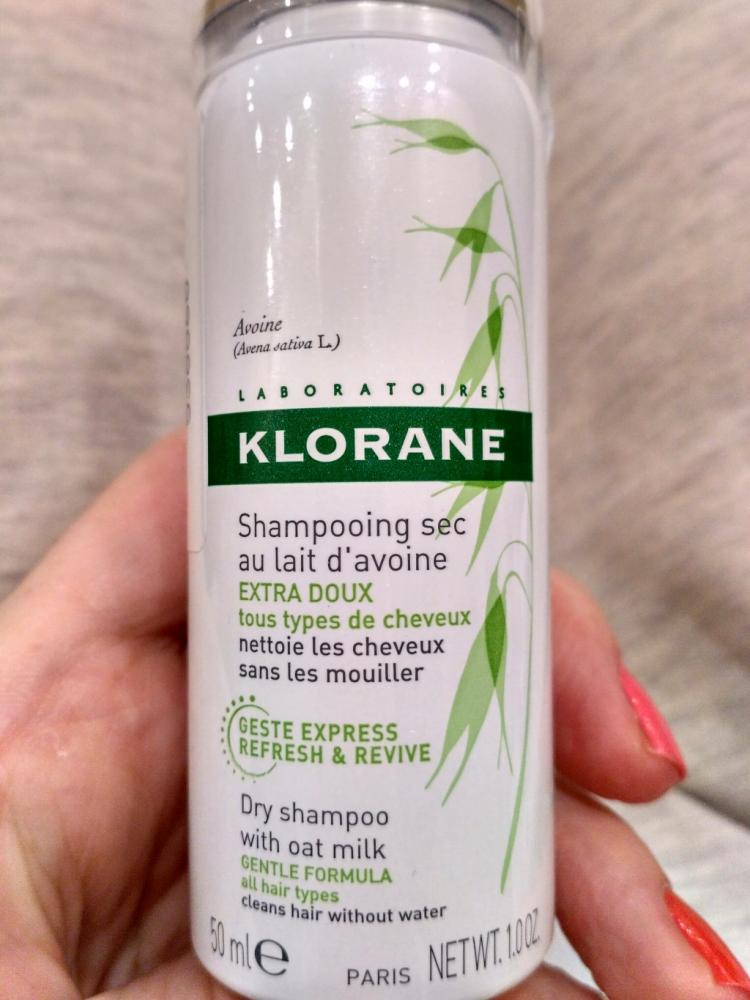 Avoine
(Avena sativa L.)
LABORATOIRES
KLORANE
Shampooing sec
au lait d'avoine
EXTRA DOUX
tous types de cheveux
nettoie les cheveux
sans les mouiller
GESTE EXPRESS
REFRESH & REVIVE
Dry shampoo
with oat milk
GENTLE FORMULA
all hair types
cleans hair without water
50 ml e
PARIS
NET WT. 1.0 OZ.